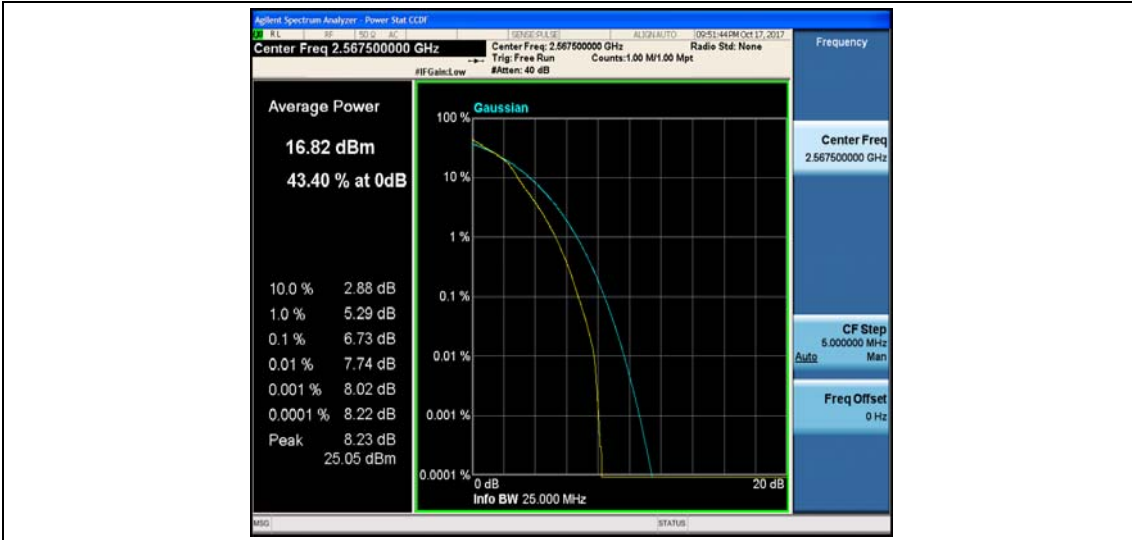 Agilent Spectrum Analyzer - Power Stat CCDF
RL RF 50 Ω AC SENSE:PULSE ALIGNAUTO 09:51:44 PM Oct 17, 2017
Center Freq 2.567500000 GHz
Center Freq: 2.567500000 GHz Radio Std: None
Trig: Free Run Counts:1.00 M/1.00 Mpt
#IFGain:Low #Atten: 40 dB
Average Power
16.82 dBm
43.40 % at 0dB
10.0 % 2.88 dB
1.0 % 5.29 dB
0.1 % 6.73 dB
0.01 % 7.74 dB
0.001 % 8.02 dB
0.0001 % 8.22 dB
Peak 8.23 dB
25.05 dBm
Gaussian
100 %
10 %
1 %
0.1 %
0.01 %
0.001 %
0.0001 %
0 dB 20 dB
Info BW 25.000 MHz
Frequency
Center Freq
2.567500000 GHz
CF Step
5.000000 MHz
Auto Man
Freq Offset
0 Hz
MSG STATUS